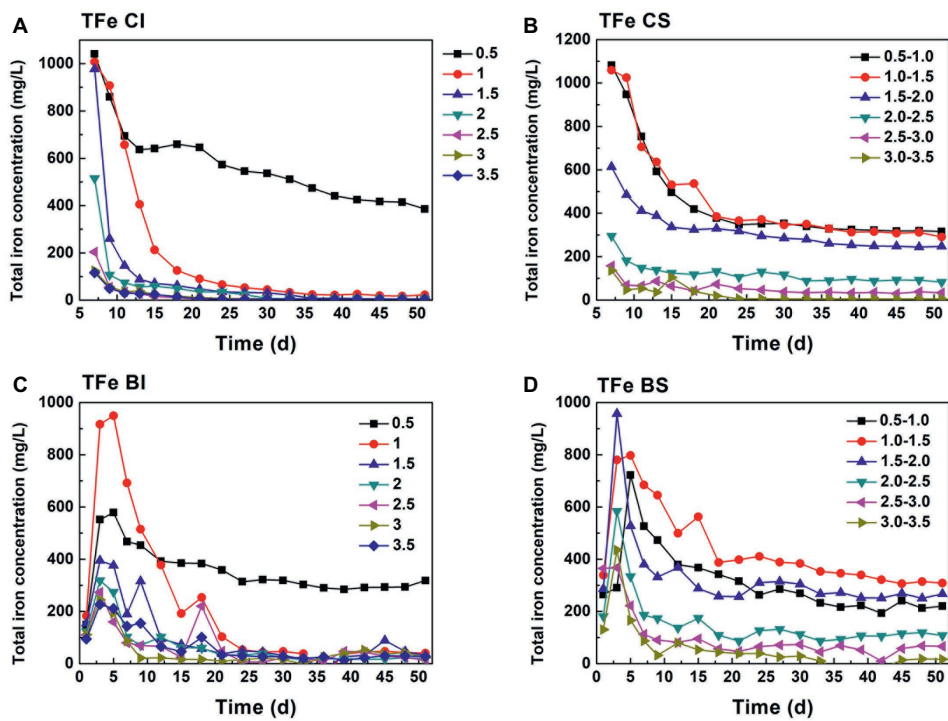 A
TFe CI
Total iron concentration (mg/L)
1000
800
600
400
200
0
5 10 15 20 25 30 35 40 45 50
Time (d)
0.5
1
1.5
2
2.5
3
3.5
B
TFe CS
Total iron concentration (mg/L)
1200
1000
800
600
400
200
0
5 10 15 20 25 30 35 40 45 50
Time (d)
0.5-1.0
1.0-1.5
1.5-2.0
2.0-2.5
2.5-3.0
3.0-3.5
C
TFe BI
Total iron concentration (mg/L)
1000
800
600
400
200
0
0 5 10 15 20 25 30 35 40 45 50
Time (d)
0.5
1
1.5
2
2.5
3
3.5
D
TFe BS
Total iron concentration (mg/L)
1000
800
600
400
200
0
0 5 10 15 20 25 30 35 40 45 50
Time (d)
0.5-1.0
1.0-1.5
1.5-2.0
2.0-2.5
2.5-3.0
3.0-3.5